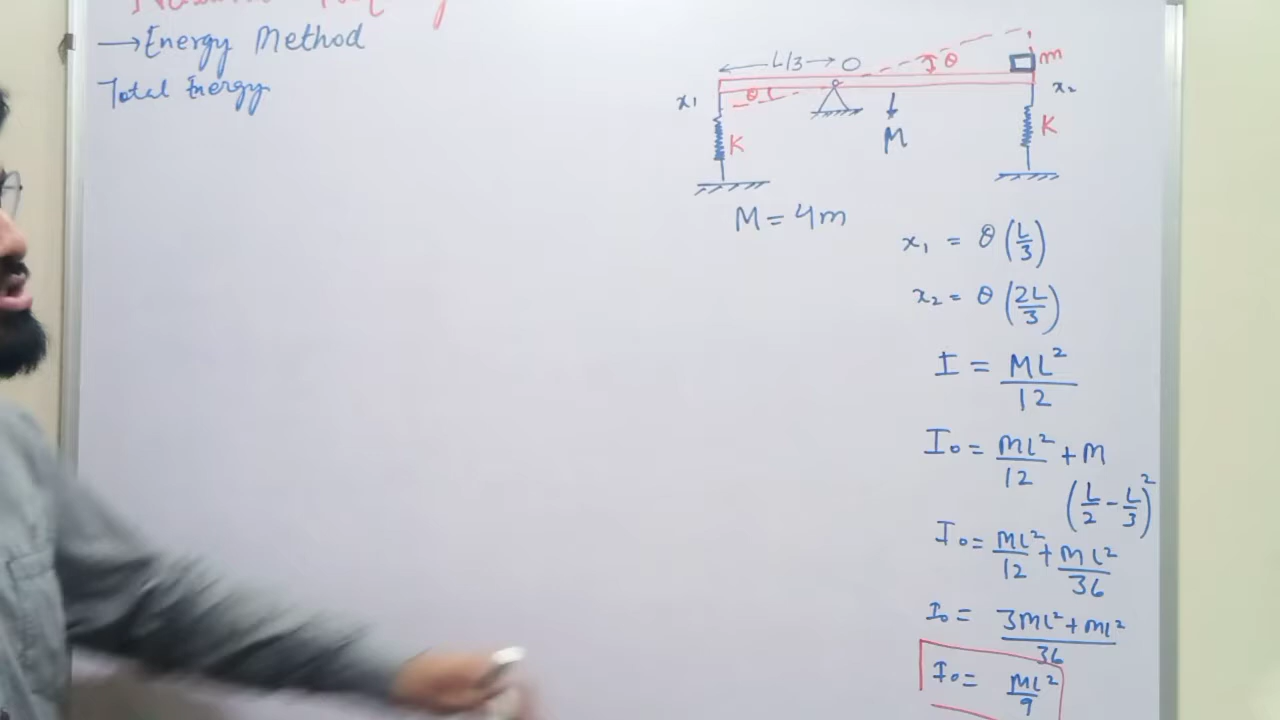 →Energy Method
Total Energy
L/3 O θ m
x₁ θ x₂
K M K
M = 4m
x₁ = θ (L/3)
x₂ = θ (2L/3)
I = ML²/12
I₀ = ML²/12 + M (L/2 - L/3)²
I₀ = ML²/12 + ML²/36
I₀ = 3ML² + ML²/36
I₀ = ML²/9